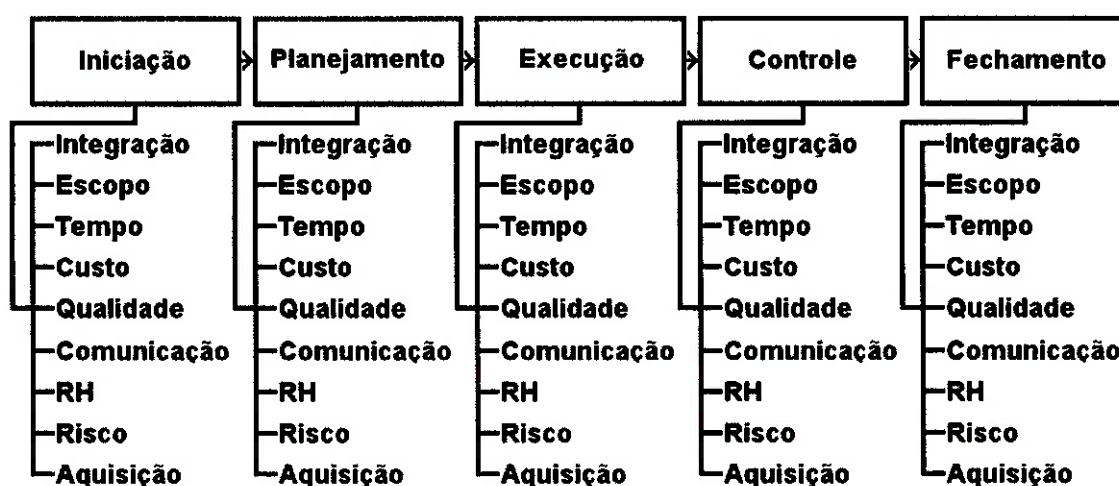 Iniciação Planejamento Execução Controle Fechamento
Integração Integração Integração Integração Integração
Escopo Escopo Escopo Escopo Escopo
Tempo Tempo Tempo Tempo Tempo
Custo Custo Custo Custo Custo
Qualidade Qualidade Qualidade Qualidade Qualidade
Comunicação Comunicação Comunicação Comunicação Comunicação
RH RH RH RH RH
Risco Risco Risco Risco Risco
Aquisição Aquisição Aquisição Aquisição Aquisição